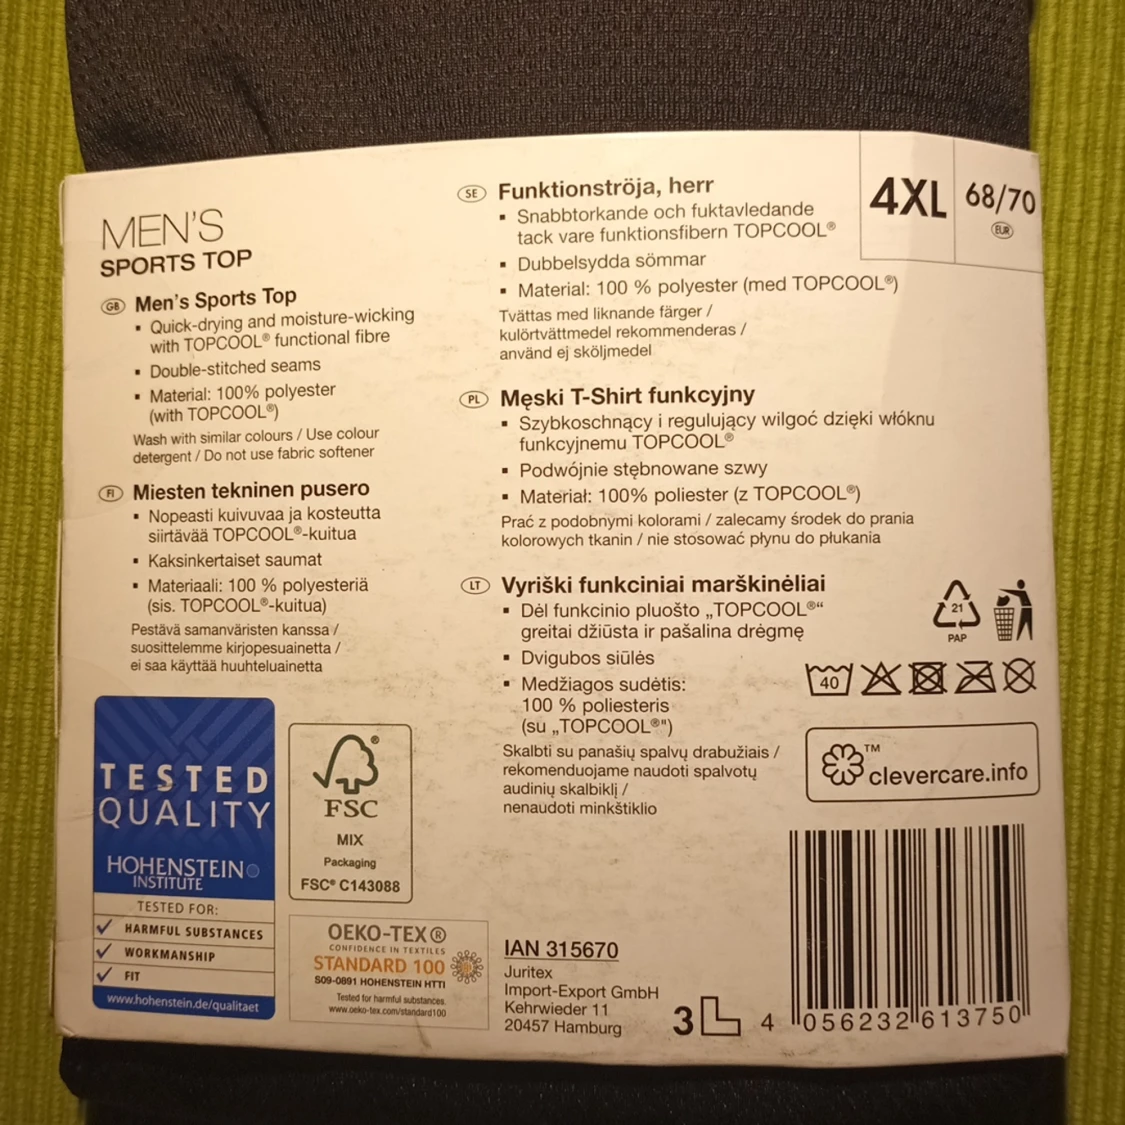 MEN'S
SPORTS TOP
GB Men's Sports Top
▪ Quick-drying and moisture-wicking
with TOPCOOL® functional fibre
▪ Double-stitched seams
▪ Material: 100% polyester
(with TOPCOOL®)
Wash with similar colours / Use colour
detergent / Do not use fabric softener
FI Miesten tekninen pusero
▪ Nopeasti kuivuvaa ja kosteutta
siirtävää TOPCOOL®-kuitua
▪ Kaksinkertaiset saumat
▪ Materiaali: 100 % polyesteriä
(sis. TOPCOOL®-kuitua)
Pestävä samanväristen kanssa /
suosittelemme kirjopesuainetta /
ei saa käyttää huuhteluainetta
TESTED
QUALITY
HOHENSTEIN
INSTITUTE
TESTED FOR:
✓ HARMFUL SUBSTANCES
✓ WORKMANSHIP
✓ FIT
www.hohenstein.de/qualitaet
®
FSC
MIX
Packaging
FSC® C143088
OEKO-TEX®
CONFIDENCE IN TEXTILES
STANDARD 100
S09-0891 HOHENSTEIN HTTI
Tested for harmful substances.
www.oeko-tex.com/standard100
SE Funktionströja, herr
▪ Snabbtorkande och fuktavledande
tack vare funktionsfibern TOPCOOL®
▪ Dubbelsydda sömmar
▪ Material: 100 % polyester (med TOPCOOL®)
Tvättas med liknande färger /
kulörtvättmedel rekommenderas /
använd ej sköljmedel
PL Męski T-Shirt funkcyjny
▪ Szybkoschnący i regulujący wilgoć dzięki włóknu
funkcyjnemu TOPCOOL®
▪ Podwójnie stębnowane szwy
▪ Materiał: 100% poliester (z TOPCOOL®)
Prać z podobnymi kolorami / zalecamy środek do prania
kolorowych tkanin / nie stosować płynu do płukania
LT Vyriški funkciniai marškinėliai
▪ Dėl funkcinio pluošto „TOPCOOL®“
greitai džiūsta ir pašalina drėgmę
▪ Dvigubos siūlės
▪ Medžiagos sudėtis:
100 % poliesteris
(su „TOPCOOL®")
Skalbti su panašių spalvų drabužiais /
rekomenduojame naudoti spalvotų
audinių skalbiklį /
nenaudoti minkštiklio
IAN 315670
Juritex
Import-Export GmbH
Kehrwieder 11
20457 Hamburg
4XL 68/70
EUR
21
PAP
40
™
clevercare.info
3L
4 056232 613750